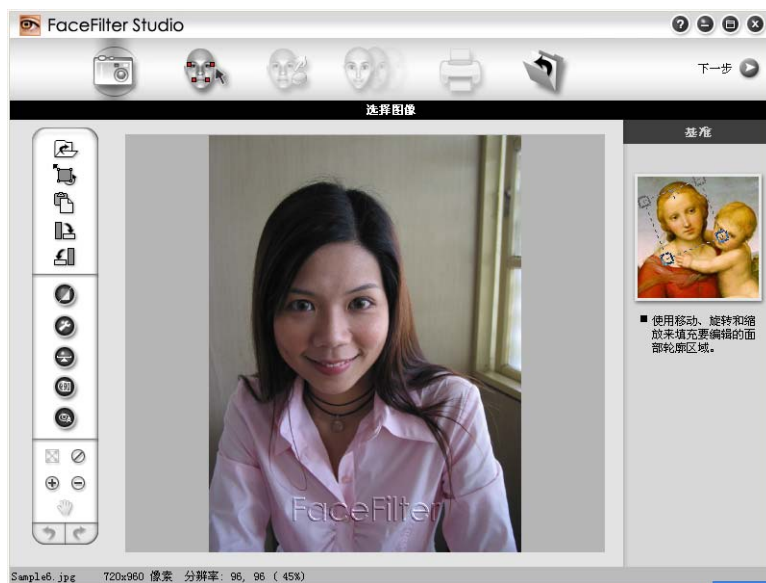 FaceFilter Studio
下一步
选择图像
基准
■ 使用移动、旋转和缩
放来填充要编辑的面
部轮廓区域。
FaceFilter
Sample6.jpg 720x960 像素 分辨率: 96, 96 ( 45%)